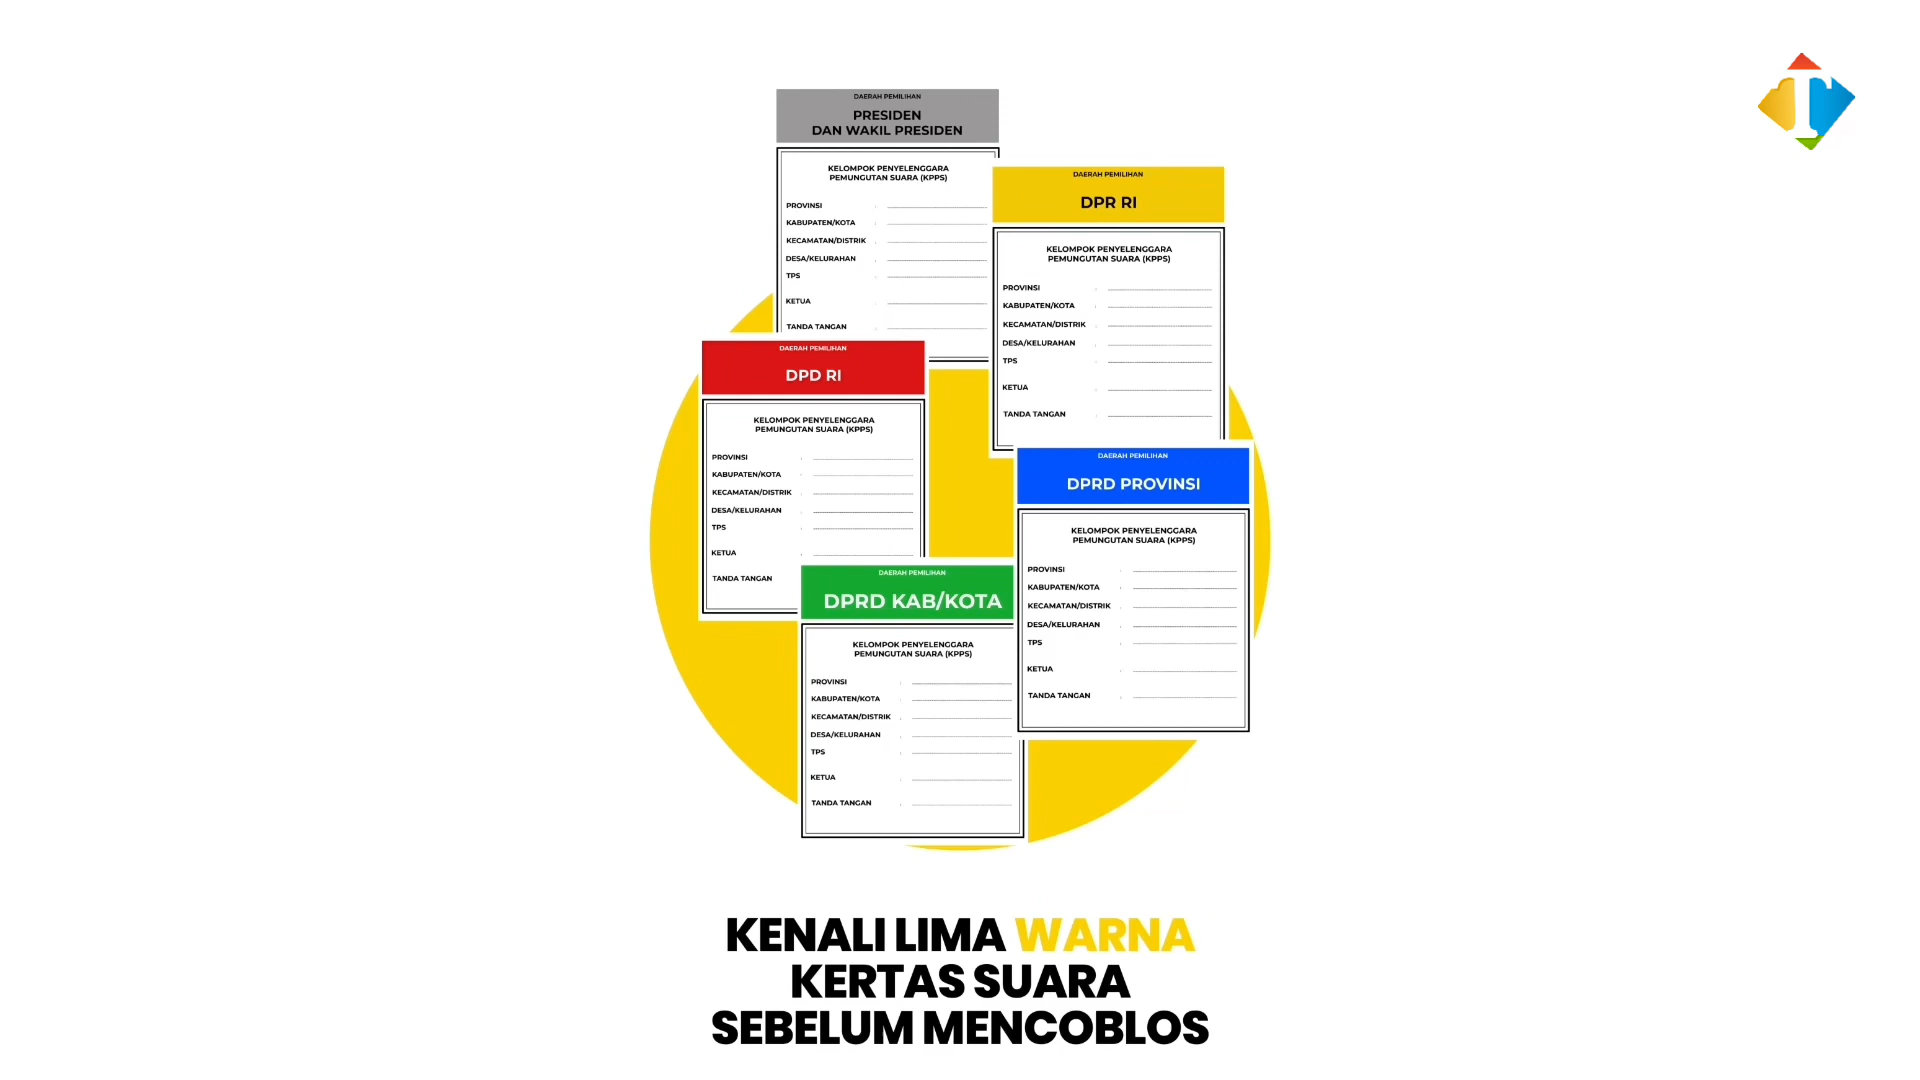 DAERAH PEMILIHAN
PRESIDEN
DAN WAKIL PRESIDEN
KELOMPOK PENYELENGGARA
PEMUNGUTAN SUARA (KPPS)
PROVINSI :
KABUPATEN/KOTA :
KECAMATAN/DISTRIK :
DESA/KELURAHAN :
TPS :
KETUA :
TANDA TANGAN :
DAERAH PEMILIHAN
DPR RI
KELOMPOK PENYELENGGARA
PEMUNGUTAN SUARA (KPPS)
PROVINSI :
KABUPATEN/KOTA :
KECAMATAN/DISTRIK :
DESA/KELURAHAN :
TPS :
KETUA :
TANDA TANGAN :
DAERAH PEMILIHAN
DPD RI
KELOMPOK PENYELENGGARA
PEMUNGUTAN SUARA (KPPS)
PROVINSI :
KABUPATEN/KOTA :
KECAMATAN/DISTRIK :
DESA/KELURAHAN :
TPS :
KETUA :
TANDA TANGAN
DAERAH PEMILIHAN
DPRD PROVINSI
KELOMPOK PENYELENGGARA
PEMUNGUTAN SUARA (KPPS)
PROVINSI :
KABUPATEN/KOTA :
KECAMATAN/DISTRIK :
DESA/KELURAHAN :
TPS :
KETUA :
TANDA TANGAN :
DAERAH PEMILIHAN
DPRD KAB/KOTA
KELOMPOK PENYELENGGARA
PEMUNGUTAN SUARA (KPPS)
PROVINSI :
KABUPATEN/KOTA :
KECAMATAN/DISTRIK :
DESA/KELURAHAN :
TPS :
KETUA :
TANDA TANGAN :
KENALI LIMA WARNA
KERTAS SUARA
SEBELUM MENCOBLOS